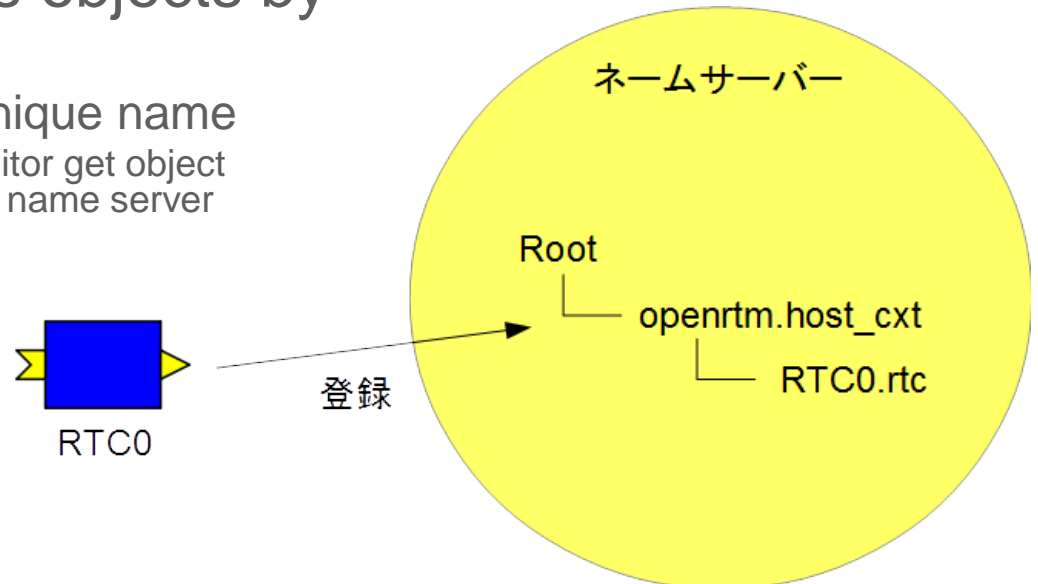 s objects by
nique name
itor get object
name server
ネームサーバー
Root
openrtm.host_cxt
RTC0.rtc
登録
RTC0